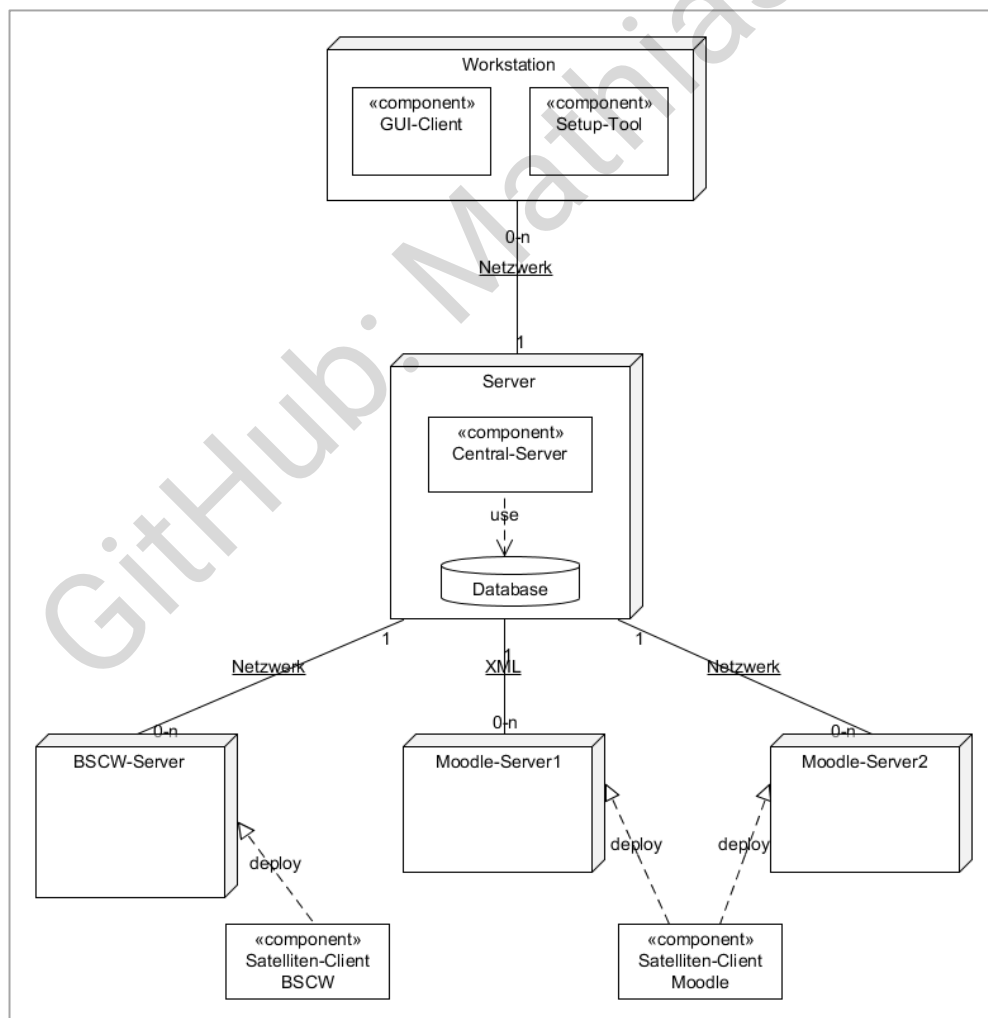 Workstation
«component»
GUI-Client
«component»
Setup-Tool
0-n
Netzwerk
1
Server
«component»
Central-Server
use
Database
1
1
1
Netzwerk
XML
Netzwerk
0-n
0-n
0-n
BSCW-Server
Moodle-Server1
Moodle-Server2
deploy
deploy
deploy
«component»
Satelliten-Client
BSCW
«component»
Satelliten-Client
Moodle
GitHub: Mathias